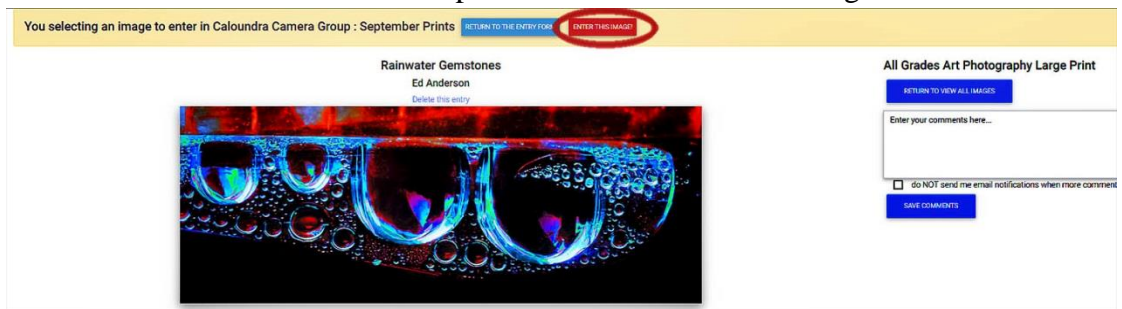 You selecting an image to enter in Caloundra Camera Group : September Prints RETURN TO THE ENTRY FORM ENTER THIS IMAGE!
Rainwater Gemstones
Ed Anderson
Delete this entry
All Grades Art Photography Large Print
RETURN TO VIEW ALL IMAGES
Enter your comments here...
do NOT send me email notifications when more comment
SAVE COMMENTS